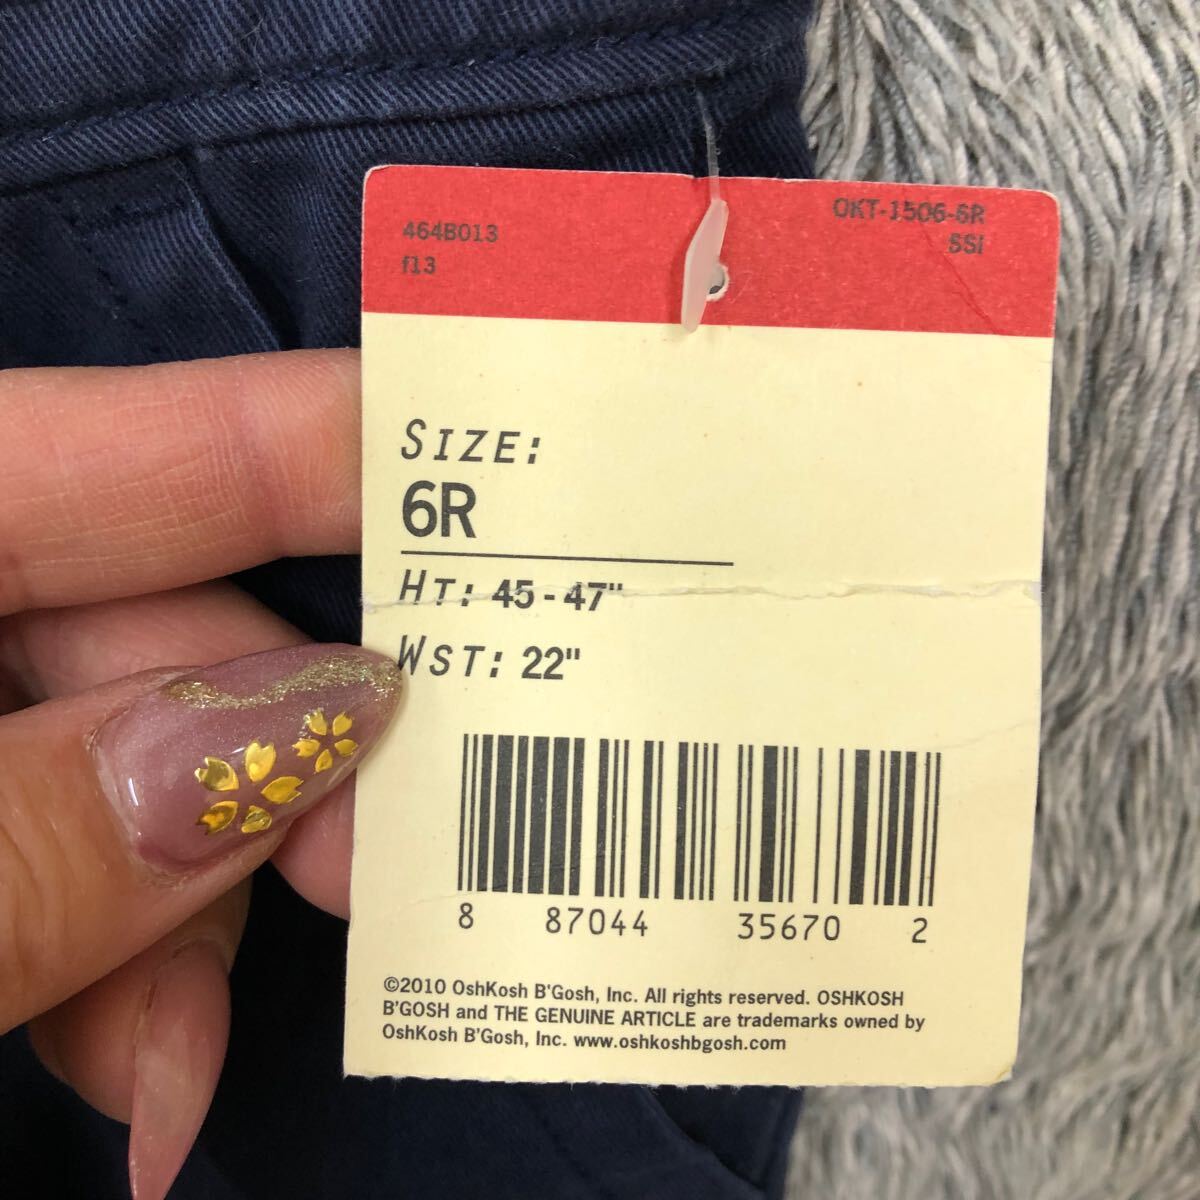 464B013
f13
OKT-1506-6R
SSI
SIZE:
6R
HT: 45 - 47"
WST: 22"
8 87044 35670 2
©2010 OshKosh B'Gosh, Inc. All rights reserved. OSHKOSH
B'GOSH and THE GENUINE ARTICLE are trademarks owned by
OshKosh B'Gosh, Inc. www.oshkoshbgosh.com